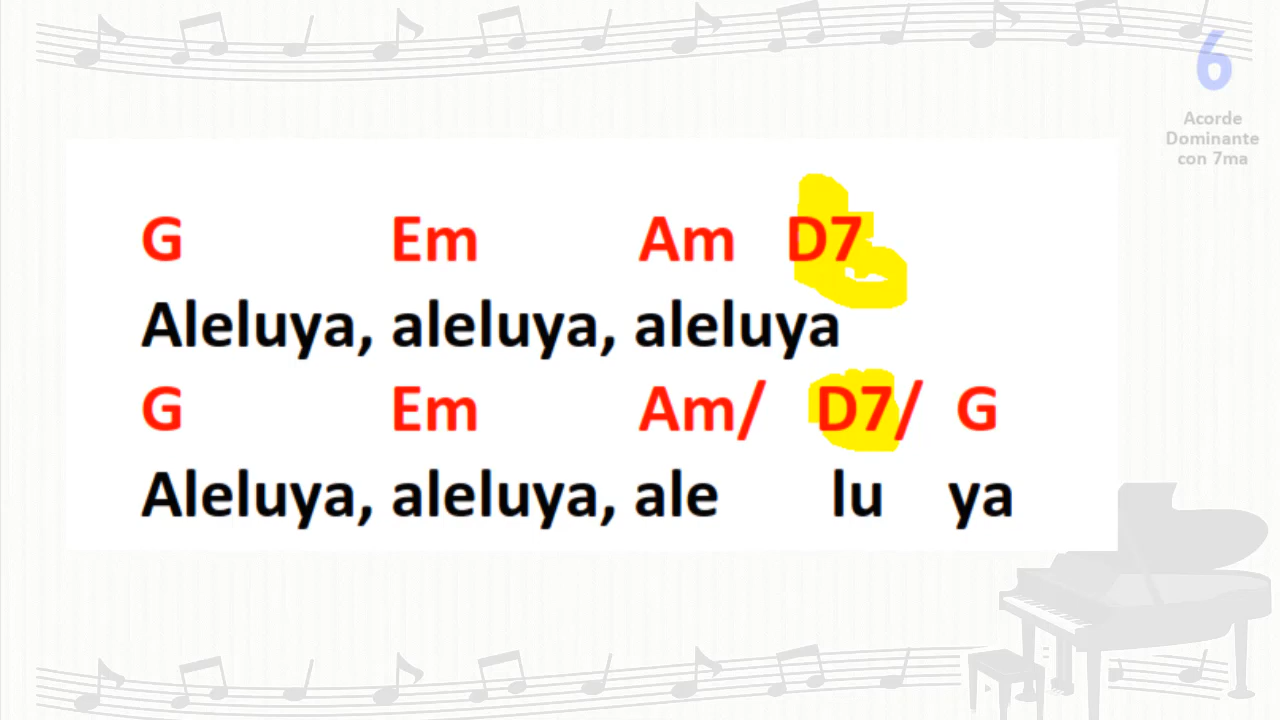 6
Acorde
Dominante
con 7ma
G Em Am D7
Aleluya, aleluya, aleluya
G Em Am/ D7/ G
Aleluya, aleluya, ale lu ya